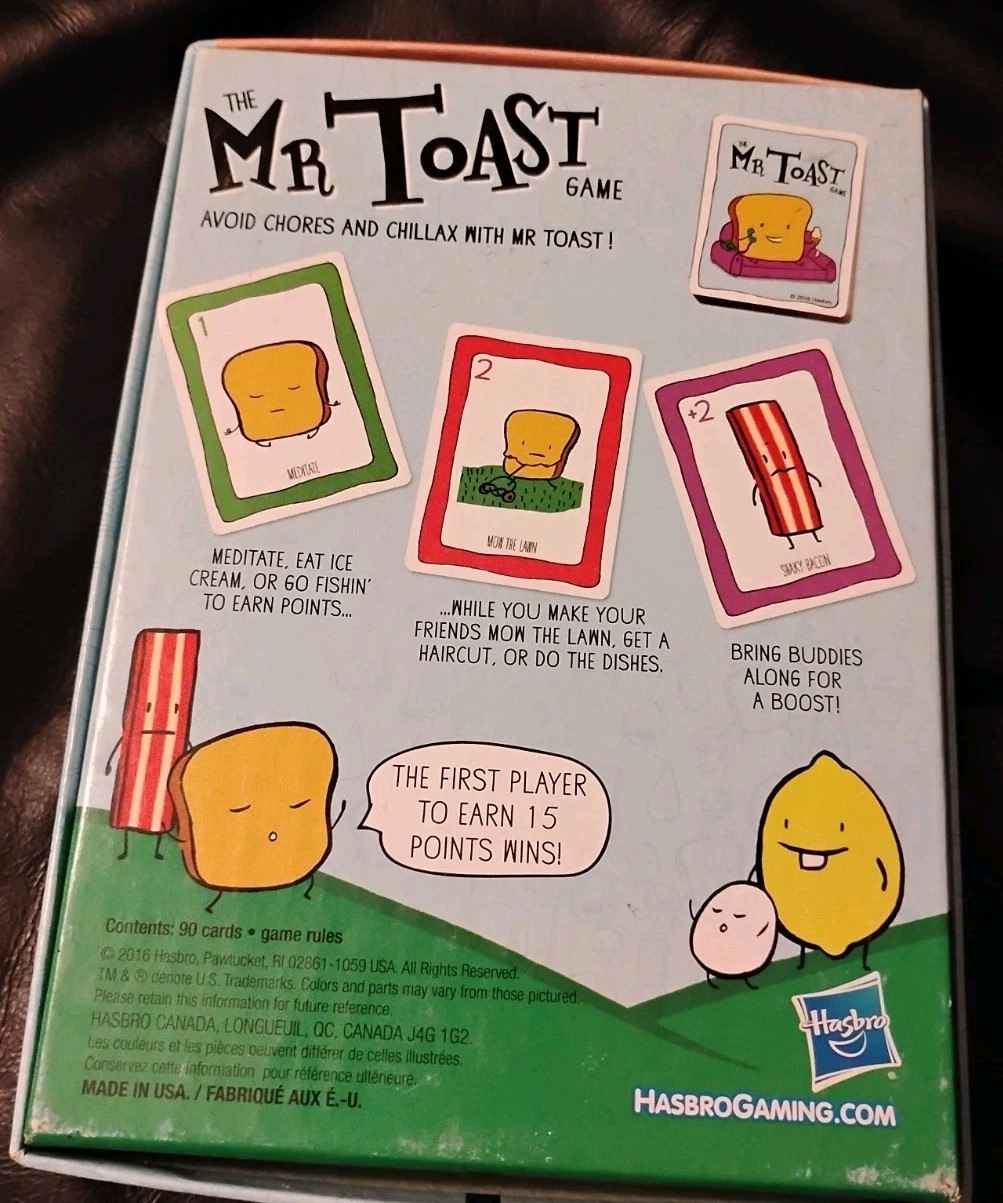 THE
MR TOAST
GAME
AVOID CHORES AND CHILLAX WITH MR TOAST!
THE
MR TOAST
GAME
© 2016 Hasbro
1
MEDITATE
2
MOW THE LAWN
+2
SHAKY BACON
MEDITATE, EAT ICE
CREAM, OR GO FISHIN'
TO EARN POINTS...
...WHILE YOU MAKE YOUR
FRIENDS MOW THE LAWN, GET A
HAIRCUT, OR DO THE DISHES.
BRING BUDDIES
ALONG FOR
A BOOST!
THE FIRST PLAYER
TO EARN 15
POINTS WINS!
Contents: 90 cards • game rules
© 2016 Hasbro, Pawtucket, RI 02861-1059 USA. All Rights Reserved.
TM & ® denote U.S. Trademarks. Colors and parts may vary from those pictured.
Please retain this information for future reference.
HASBRO CANADA, LONGUEUIL, QC, CANADA J4G 1G2.
Les couleurs et les pièces peuvent différer de celles illustrées.
Conservez cette information pour référence ultérieure.
MADE IN USA. / FABRIQUÉ AUX É.-U.
Hasbro
HASBROGAMING.COM